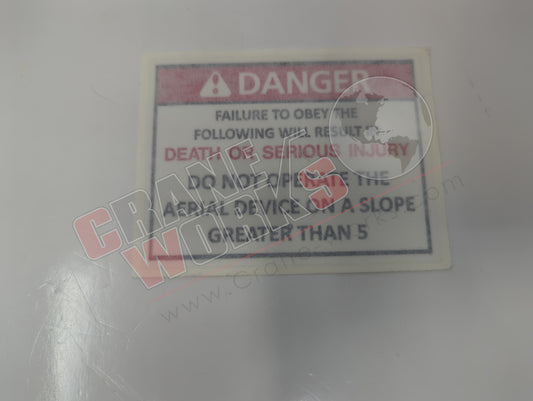 DANGER
FAILURE TO OBEY THE
FOLLOWING WILL RESULT IN
DEATH OR SERIOUS INJURY
DO NOT OPERATE THE
AERIAL DEVICE ON A SLOPE
GREATER THAN 5
CRANE
WORKS
www.CraneWorks.com